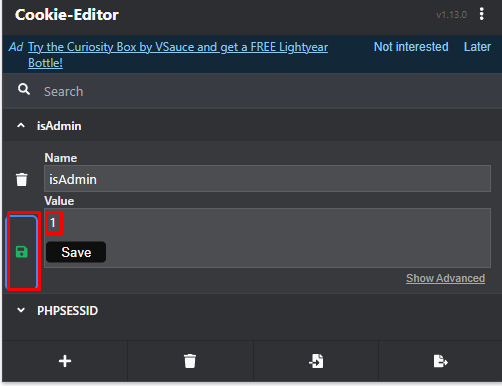 Cookie-Editor
v1.13.0
Ad Try the Curiosity Box by VSauce and get a FREE Lightyear
Bottle!
Not interested
Later
Search
isAdmin
Name
isAdmin
Value
1
Save
Show Advanced
PHPSESSID